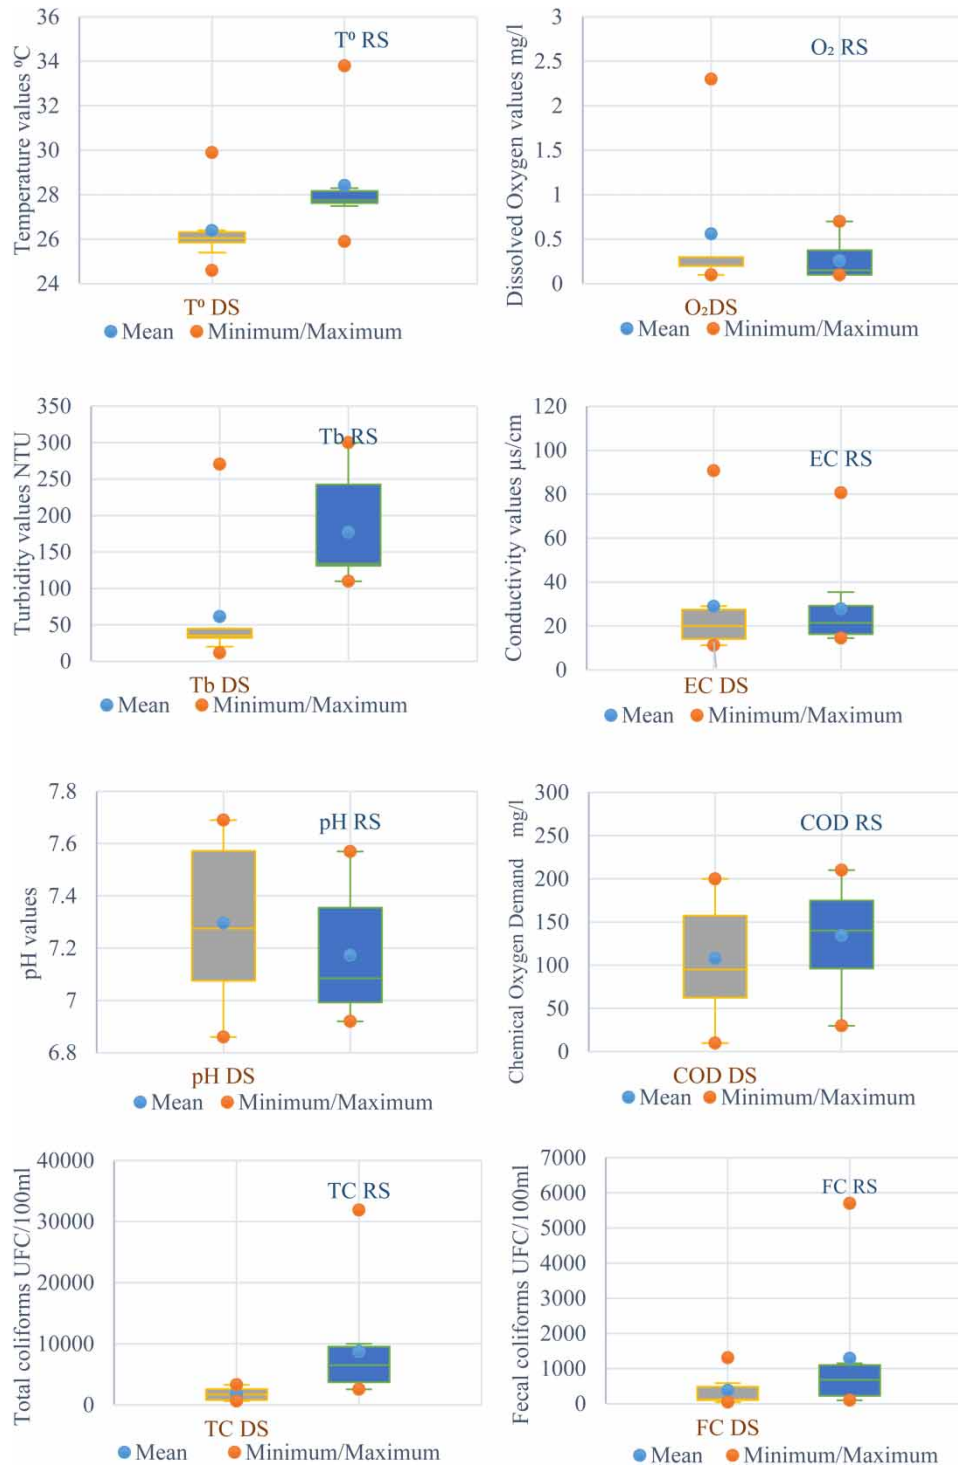 Temperature values ºC
36
34
32
30
28
26
24
T⁰ RS
T⁰ DS
Mean
Minimum/Maximum
Dissolved Oxygen values mg/l
3
2.5
2
1.5
1
0.5
0
O₂ RS
O₂DS
Mean
Minimum/Maximum
Turbidity values NTU
350
300
250
200
150
100
50
0
Tb RS
Tb DS
Mean
Minimum/Maximum
Conductivity values µs/cm
120
100
80
60
40
20
0
EC RS
EC DS
Mean
Minimum/Maximum
pH values
7.8
7.6
7.4
7.2
7
6.8
pH RS
pH DS
Mean
Minimum/Maximum
Chemical Oxygen Demand mg/l
300
250
200
150
100
50
0
COD RS
COD DS
Mean
Minimum/Maximum
Total coliforms UFC/100ml
40000
30000
20000
10000
0
TC RS
TC DS
Mean
Minimum/Maximum
Fecal coliforms UFC/100ml
7000
6000
5000
4000
3000
2000
1000
0
FC RS
FC DS
Mean
Minimum/Maximum